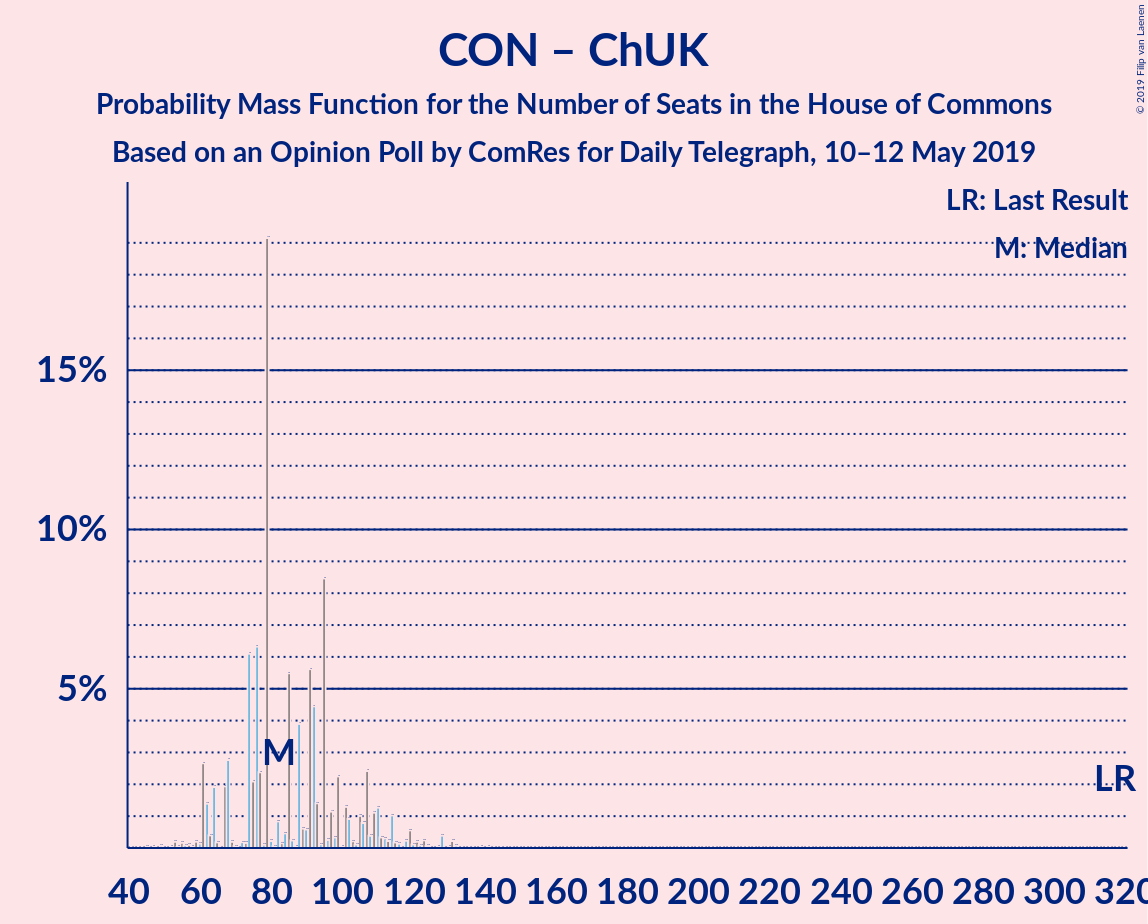 CON – ChUK
Probability Mass Function for the Number of Seats in the House of Commons
Based on an Opinion Poll by ComRes for Daily Telegraph, 10–12 May 2019
© 2019 Filip van Laenen
LR: Last Result
M: Median
15%
10%
5%
M
LR
40 60 80 100 120 140 160 180 200 220 240 260 280 300 320